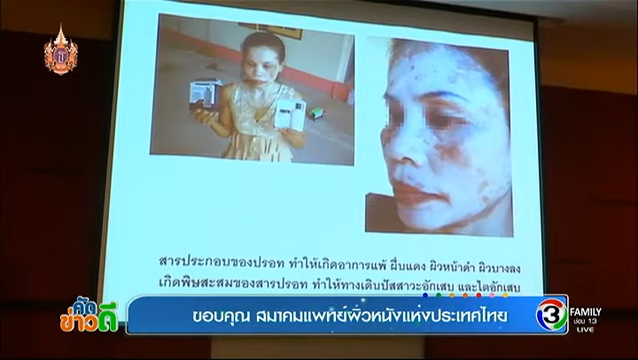 สารประกอบของปรอท ทำให้เกิดอาการแพ้ ผื่นแดง ผิวหน้าดำ ผิวบางลง
เกิดพิษสะสมของสารปรอท ทำให้ทางเดินปัสสาวะอักเสบ และไตอักเสบ
คัด
ข่าวดี
ขอบคุณ สมาคมแพทย์ผิวหนังแห่งประเทศไทย
3 FAMILY
ช่อง 13
LIVE